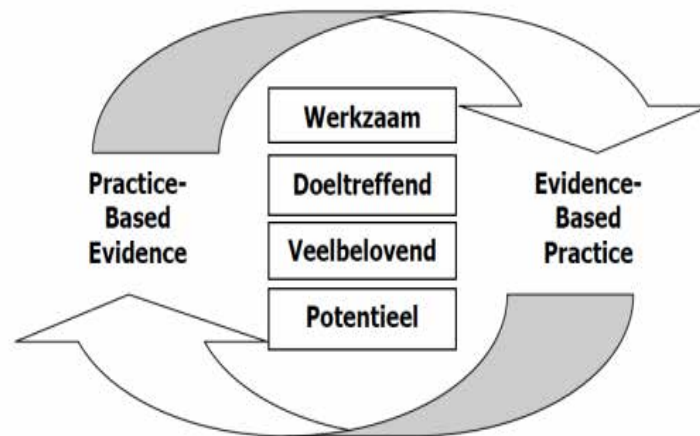 Werkzaam
Doeltreffend
Veelbelovend
Potentieel
Practice-
Based
Evidence
Evidence-
Based
Practice